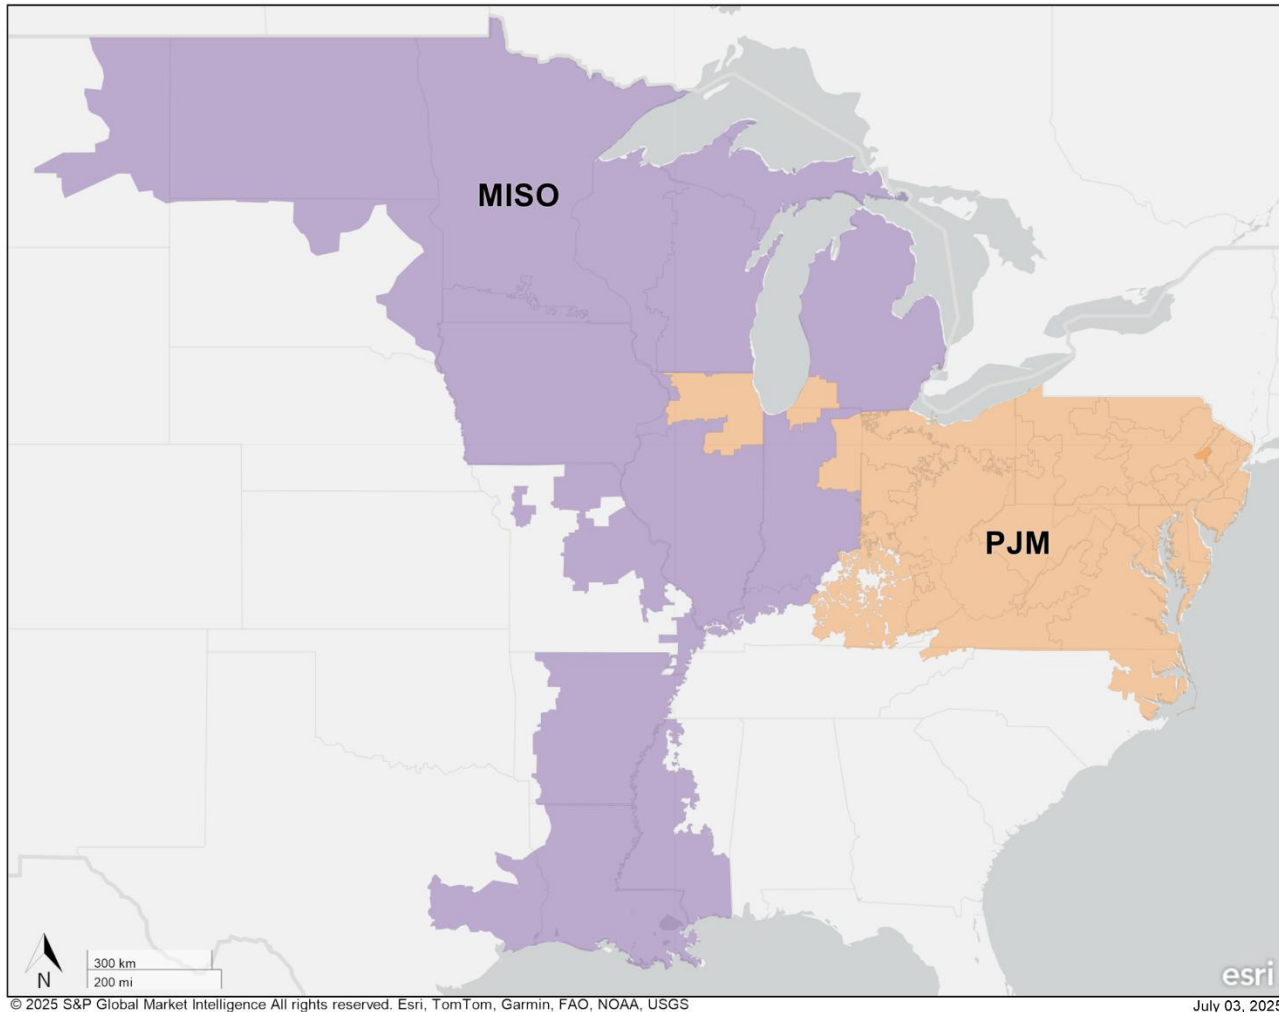 MISO
PJM
N
300 km
200 mi
esri
© 2025 S&P Global Market Intelligence All rights reserved. Esri, TomTom, Garmin, FAO, NOAA, USGS
July 03, 2025